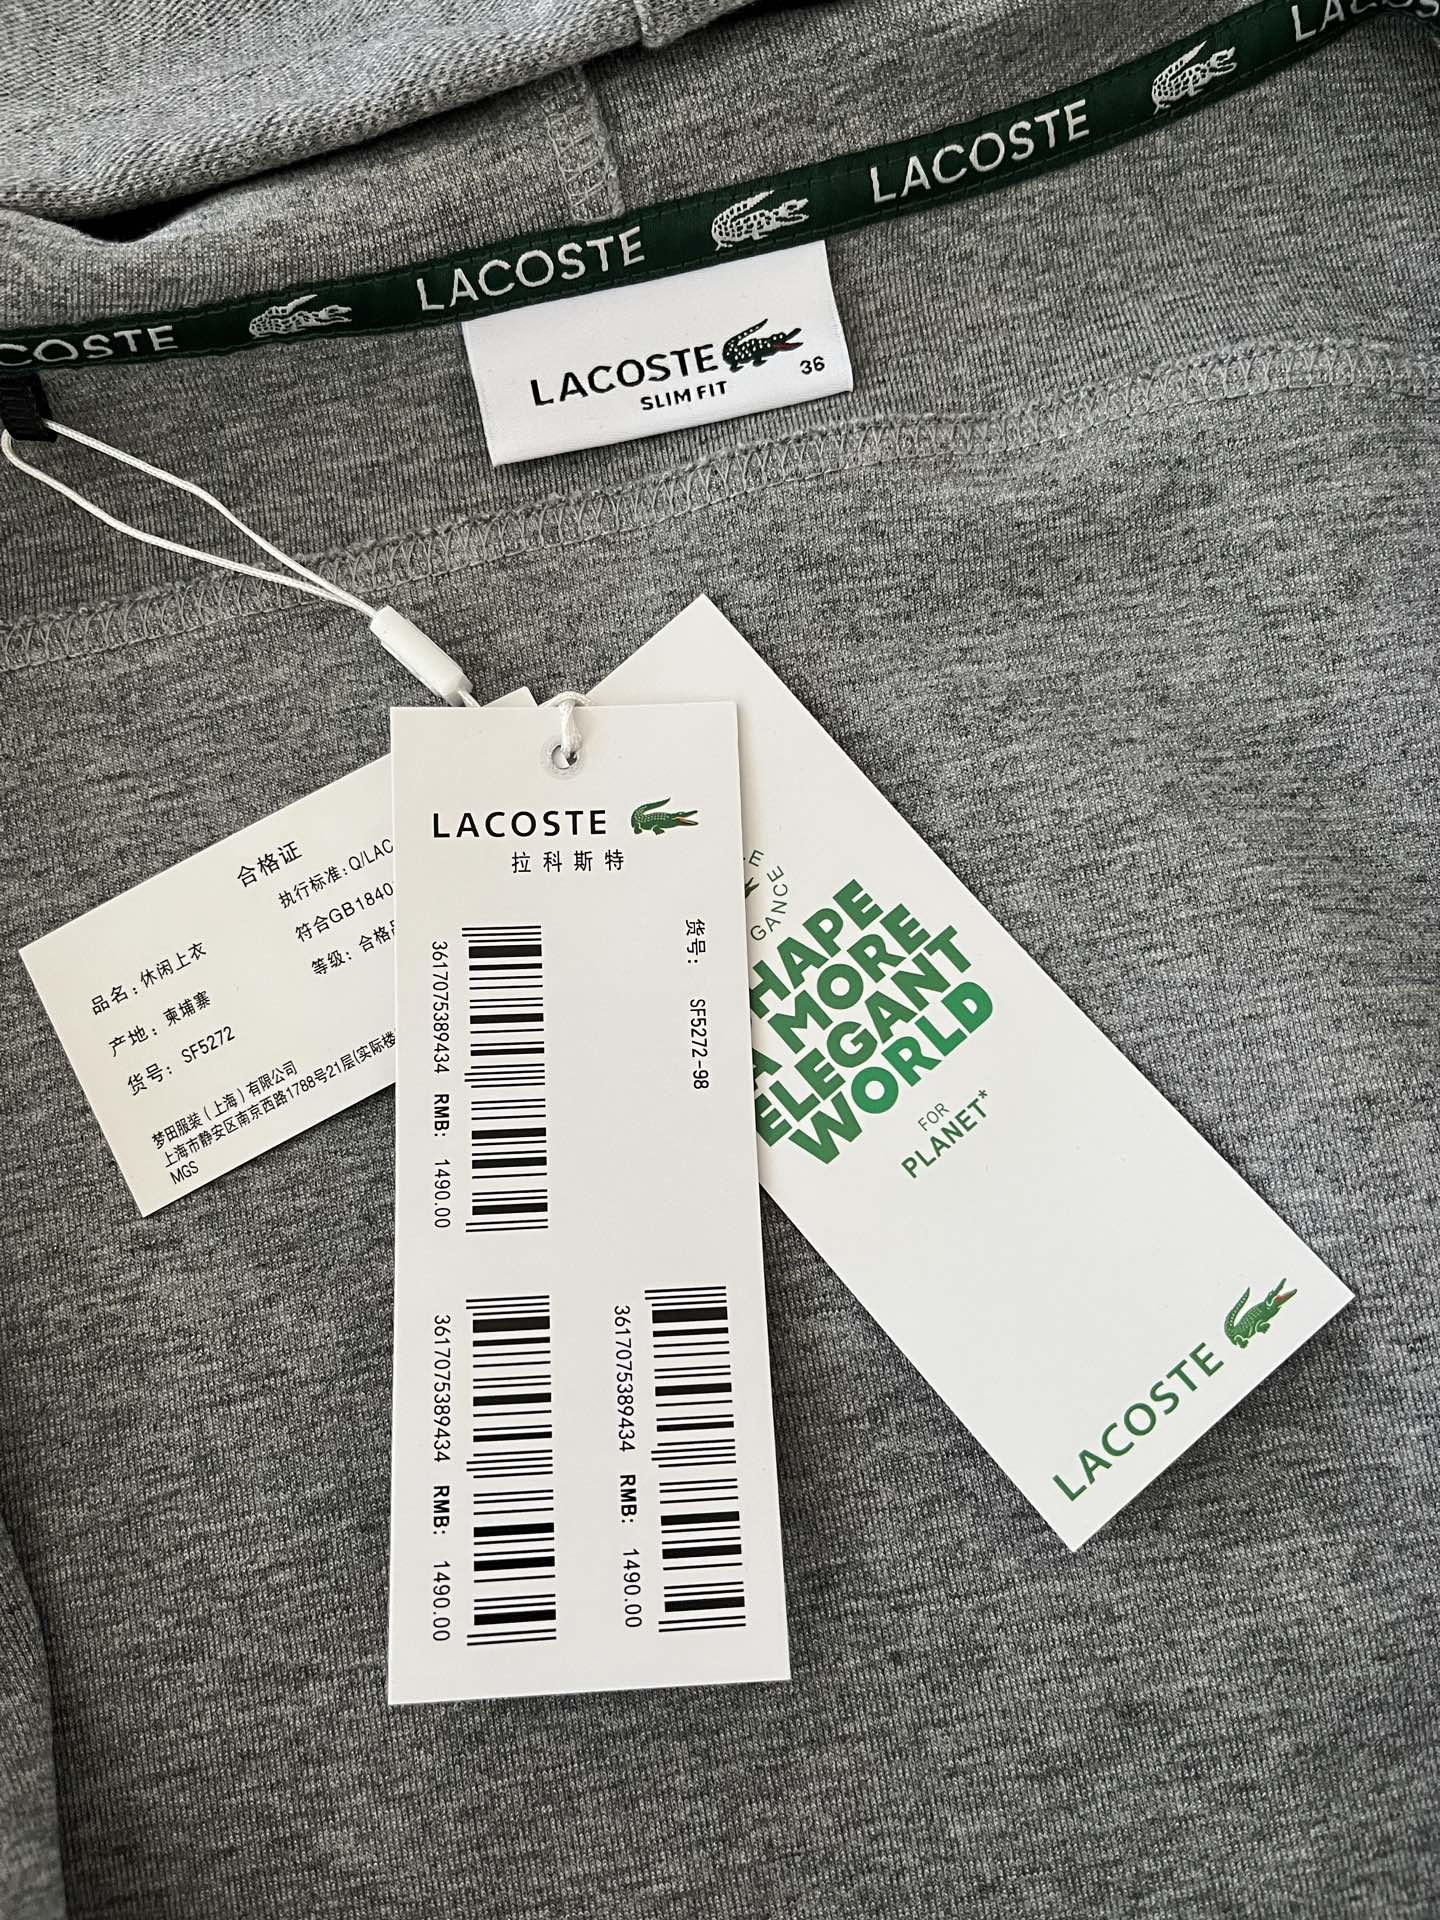 LACOSTE
LACOSTE
LACOSTE
COSTE
LACOSTE
SLIM FIT
36
合格证
执行标准:Q/LAC
符合GB1840
等级: 合格
品名:休闲上衣
产地: 柬埔寨
货号: SF5272
梦田服装(上海)有限公司
上海市静安区南京西路1788号21层(实际楼
MGS
LACOSTE
拉科斯特
货号: SF5272-98
3617075389434 RMB: 1490.00
3617075389434 RMB: 1490.00
3617075389434 RMB: 1490.00
GANCE
HAPE
A MORE
ELEGANT
WORLD
FOR
PLANET*
LACOSTE